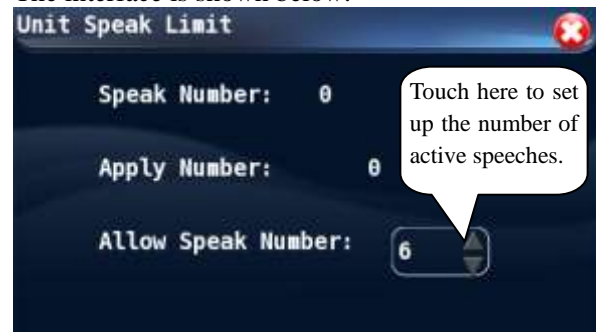 The interface is shown below:
Unit Speak Limit
Speak Number: 0
Touch here to set
up the number of
active speeches.
Apply Number: 0
Allow Speak Number: 6